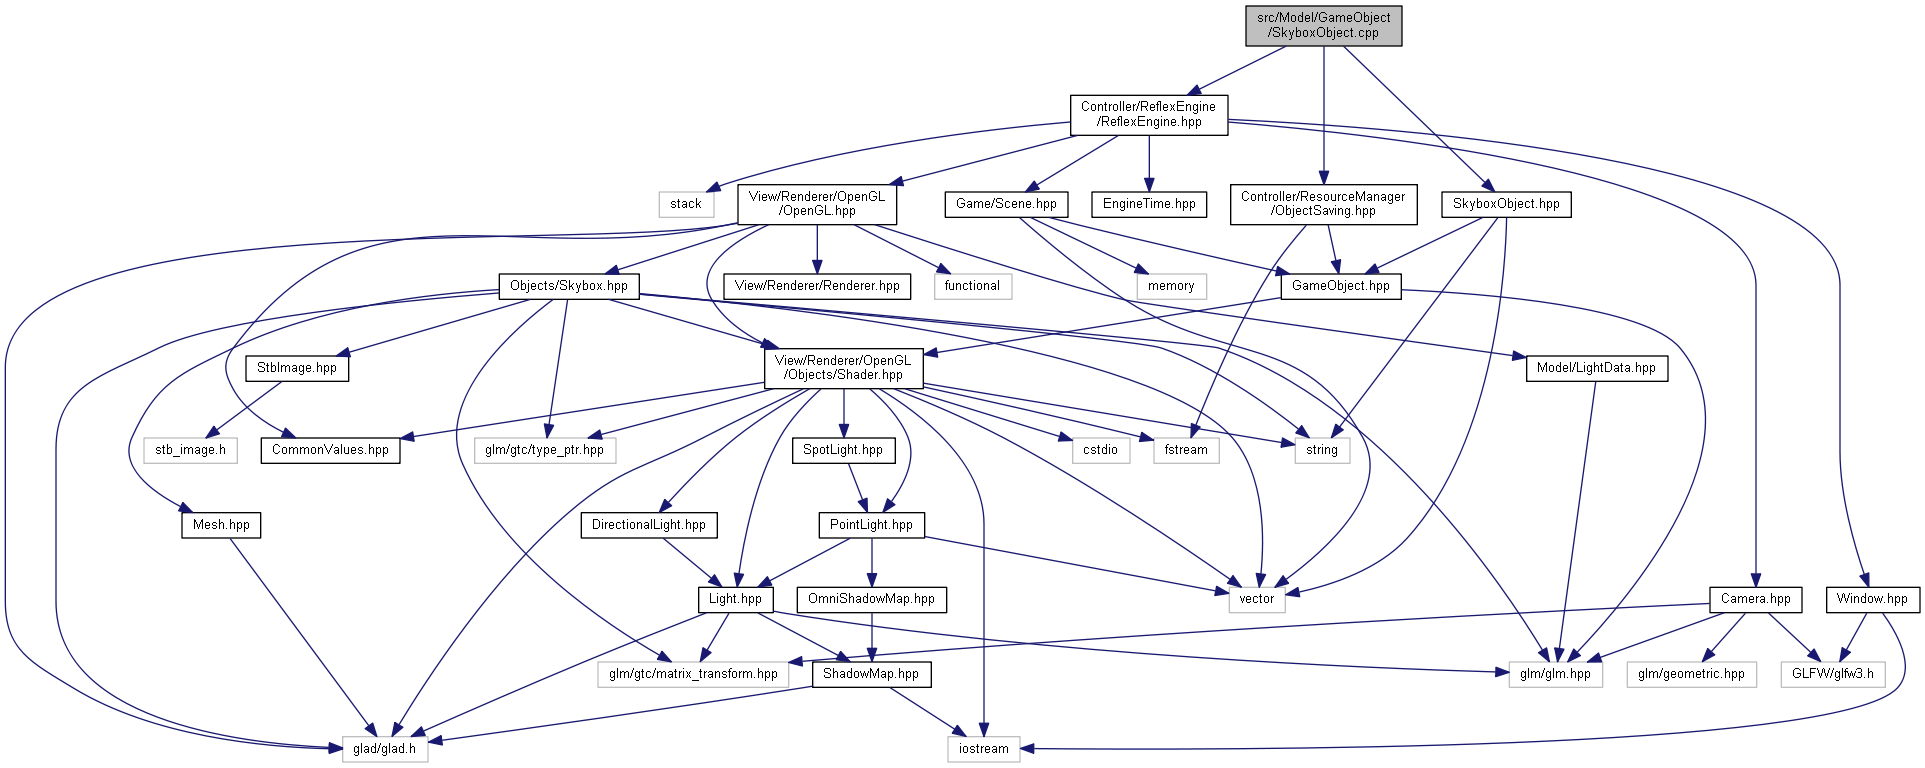 src/Model/GameObject
/SkyboxObject.cpp
Controller/ReflexEngine
/ReflexEngine.hpp
stack
View/Renderer/OpenGL
/OpenGL.hpp
Game/Scene.hpp
EngineTime.hpp
Controller/ResourceManager
/ObjectSaving.hpp
SkyboxObject.hpp
Objects/Skybox.hpp
View/Renderer/Renderer.hpp
functional
memory
GameObject.hpp
StbImage.hpp
View/Renderer/OpenGL
/Objects/Shader.hpp
Model/LightData.hpp
stb_image.h
CommonValues.hpp
glm/gtc/type_ptr.hpp
SpotLight.hpp
cstdio
fstream
string
Mesh.hpp
DirectionalLight.hpp
PointLight.hpp
Light.hpp
OmniShadowMap.hpp
vector
Camera.hpp
Window.hpp
glm/gtc/matrix_transform.hpp
ShadowMap.hpp
glm/glm.hpp
glm/geometric.hpp
GLFW/glfw3.h
glad/glad.h
iostream